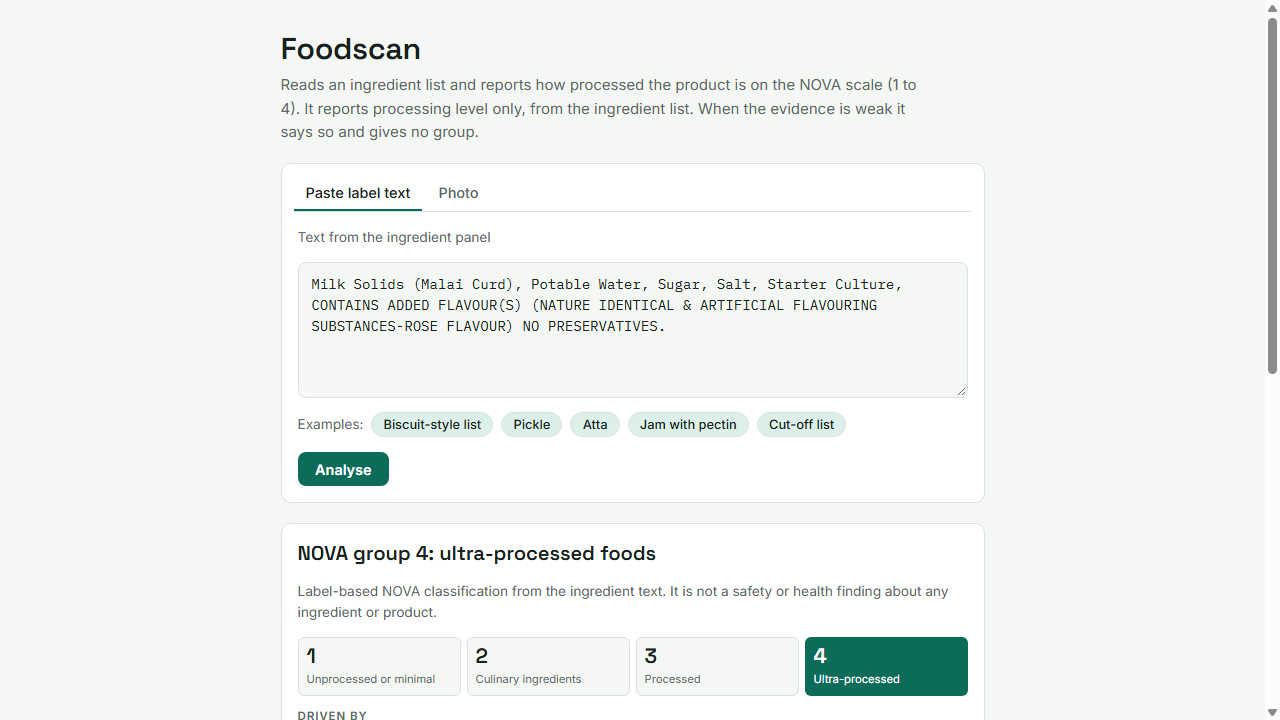 Foodscan
Reads an ingredient list and reports how processed the product is on the NOVA scale (1 to
4). It reports processing level only, from the ingredient list. When the evidence is weak it
says so and gives no group.
Paste label text
Photo
Text from the ingredient panel
Milk Solids (Malai Curd), Potable Water, Sugar, Salt, Starter Culture,
CONTAINS ADDED FLAVOUR(S) (NATURE IDENTICAL & ARTIFICIAL FLAVOURING
SUBSTANCES-ROSE FLAVOUR) NO PRESERVATIVES.
Examples:
Biscuit-style list
Pickle
Atta
Jam with pectin
Cut-off list
Analyse
NOVA group 4: ultra-processed foods
Label-based NOVA classification from the ingredient text. It is not a safety or health finding about any
ingredient or product.
1
Unprocessed or minimal
2
Culinary ingredients
3
Processed
4
Ultra-processed
DRIVEN BY